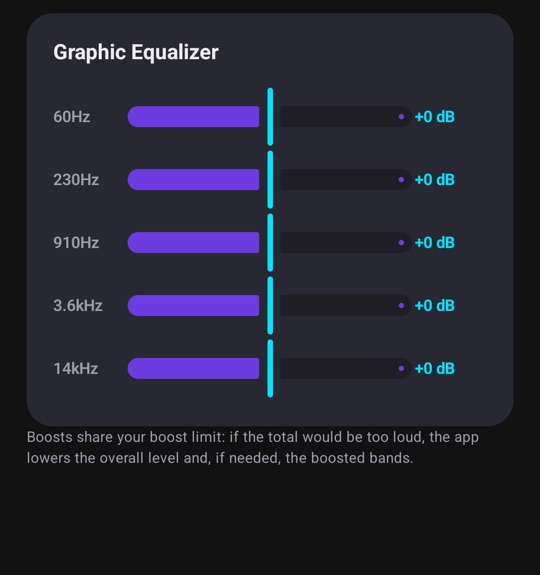 Graphic Equalizer
60Hz +0 dB
230Hz +0 dB
910Hz +0 dB
3.6kHz +0 dB
14kHz +0 dB
Boosts share your boost limit: if the total would be too loud, the app
lowers the overall level and, if needed, the boosted bands.